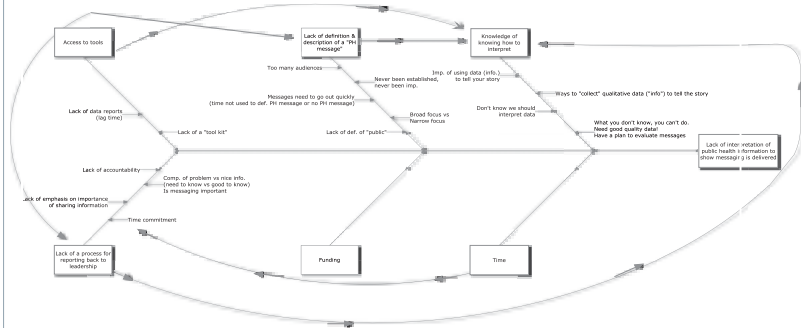 Access to tools
Lack of definition &
description of a "PH
message"
Knowledge of
knowing how to
interpret
Too many audiences
Never been established,
never been imp.
Imp. of using data (info.)
to tell your story
Messages need to go out quickly
(time not used to def. PH message or no PH message)
Ways to "collect" qualitative data ("info") to tell the story
Lack of data reports
(lag time)
Don't know we should
interpret data
Broad focus vs
Narrow focus
What you don't know, you can't do.
Need good quality data!
Have a plan to evaluate messages
Lack of a "tool kit"
Lack of def. of "public"
Lack of interpretation of
public health information to
show messaging is delivered
Lack of accountability
Comp. of problem vs nice info.
(need to know vs good to know)
Is messaging important
Lack of emphasis on importance
of sharing information
Time commitment
Lack of a process for
reporting back to
leadership
Funding
Time